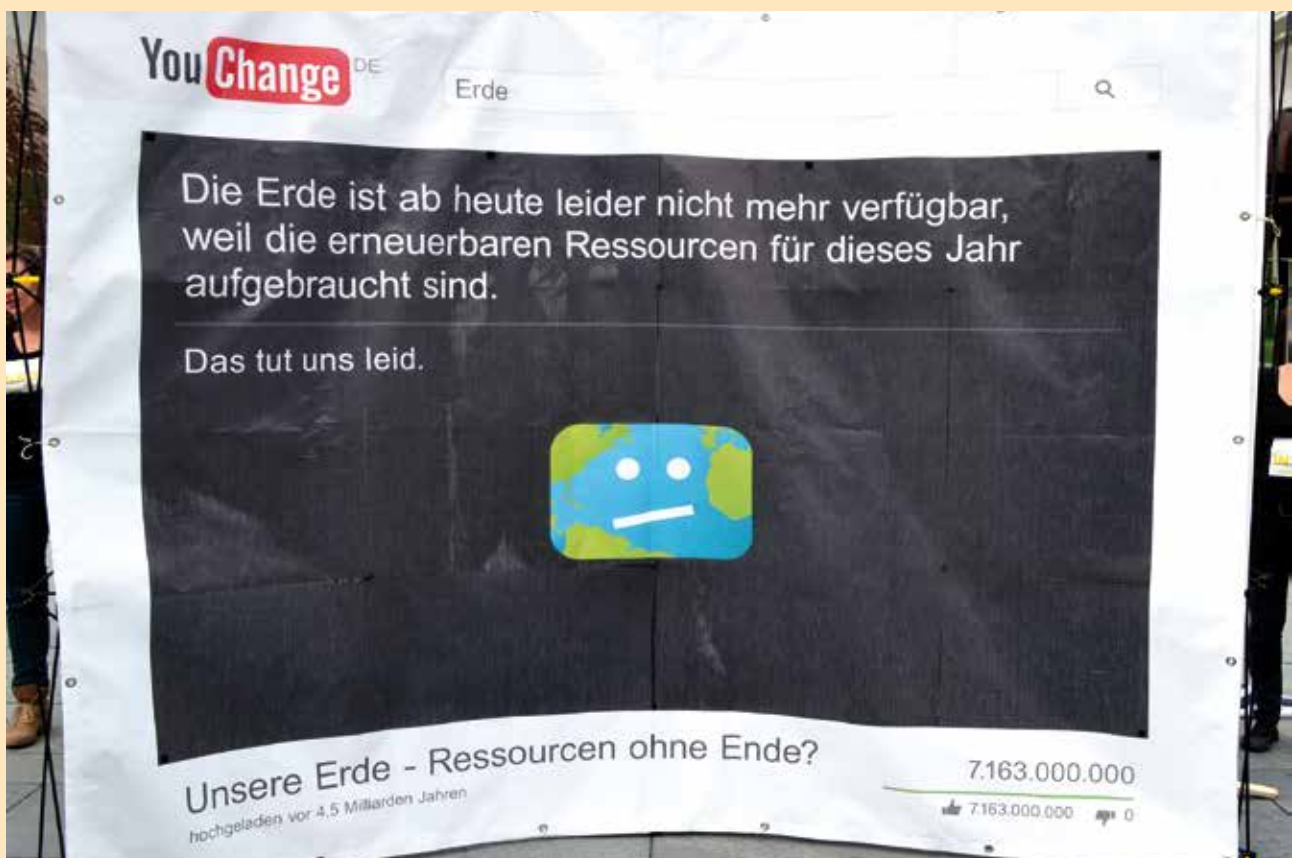 YouChange DE
Erde
Die Erde ist ab heute leider nicht mehr verfügbar,
weil die erneuerbaren Ressourcen für dieses Jahr
aufgebraucht sind.
Das tut uns leid.
Unsere Erde - Ressourcen ohne Ende?
hochgeladen vor 4,5 Milliarden Jahren
7.163.000.000
7.163.000.000 0